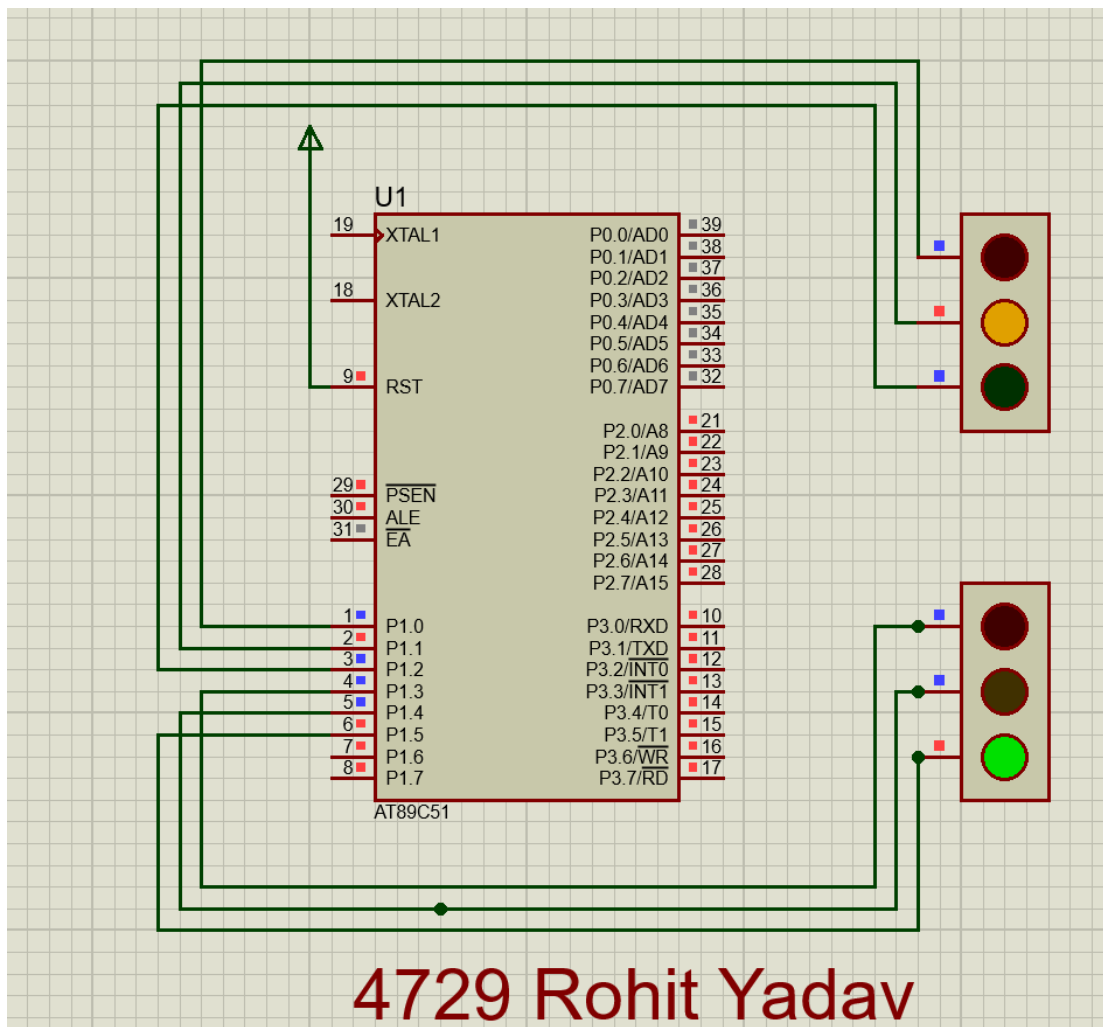 U1
19 XTAL1
18 XTAL2
9 RST
29 PSEN
30 ALE
31 EA
1 P1.0
2 P1.1
3 P1.2
4 P1.3
5 P1.4
6 P1.5
7 P1.6
8 P1.7
P0.0/AD0 39
P0.1/AD1 38
P0.2/AD2 37
P0.3/AD3 36
P0.4/AD4 35
P0.5/AD5 34
P0.6/AD6 33
P0.7/AD7 32
P2.0/A8 21
P2.1/A9 22
P2.2/A10 23
P2.3/A11 24
P2.4/A12 25
P2.5/A13 26
P2.6/A14 27
P2.7/A15 28
P3.0/RXD 10
P3.1/TXD 11
P3.2/INT0 12
P3.3/INT1 13
P3.4/T0 14
P3.5/T1 15
P3.6/WR 16
P3.7/RD 17
AT89C51
4729 Rohit Yadav